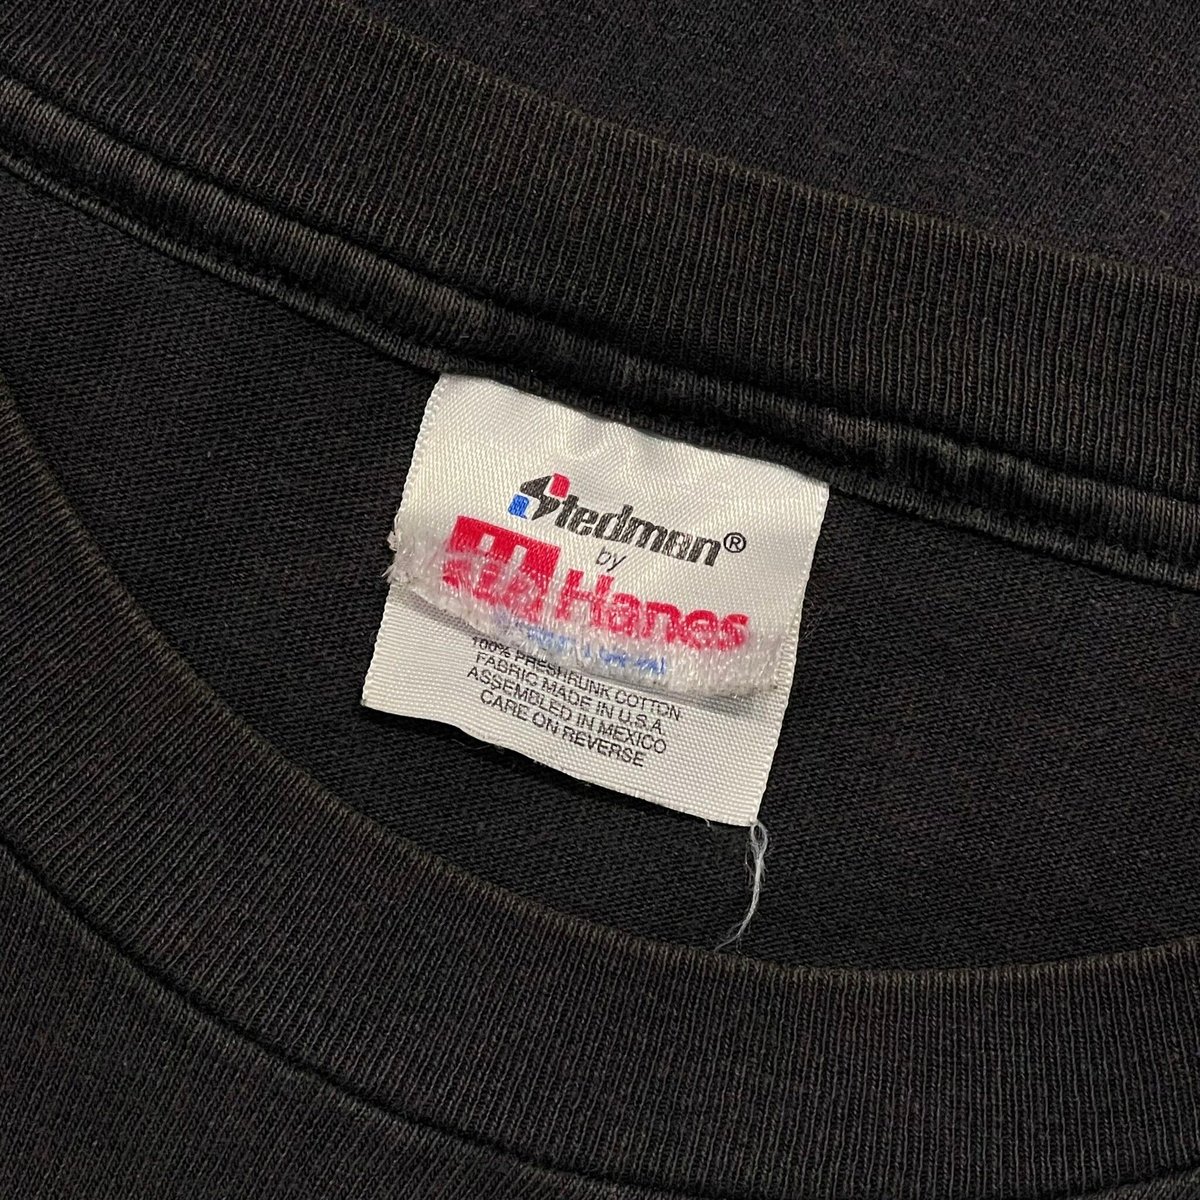 Stedman®
by
Hanes
100% PRESHRUNK COTTON
FABRIC MADE IN U.S.A.
ASSEMBLED IN MEXICO
CARE ON REVERSE